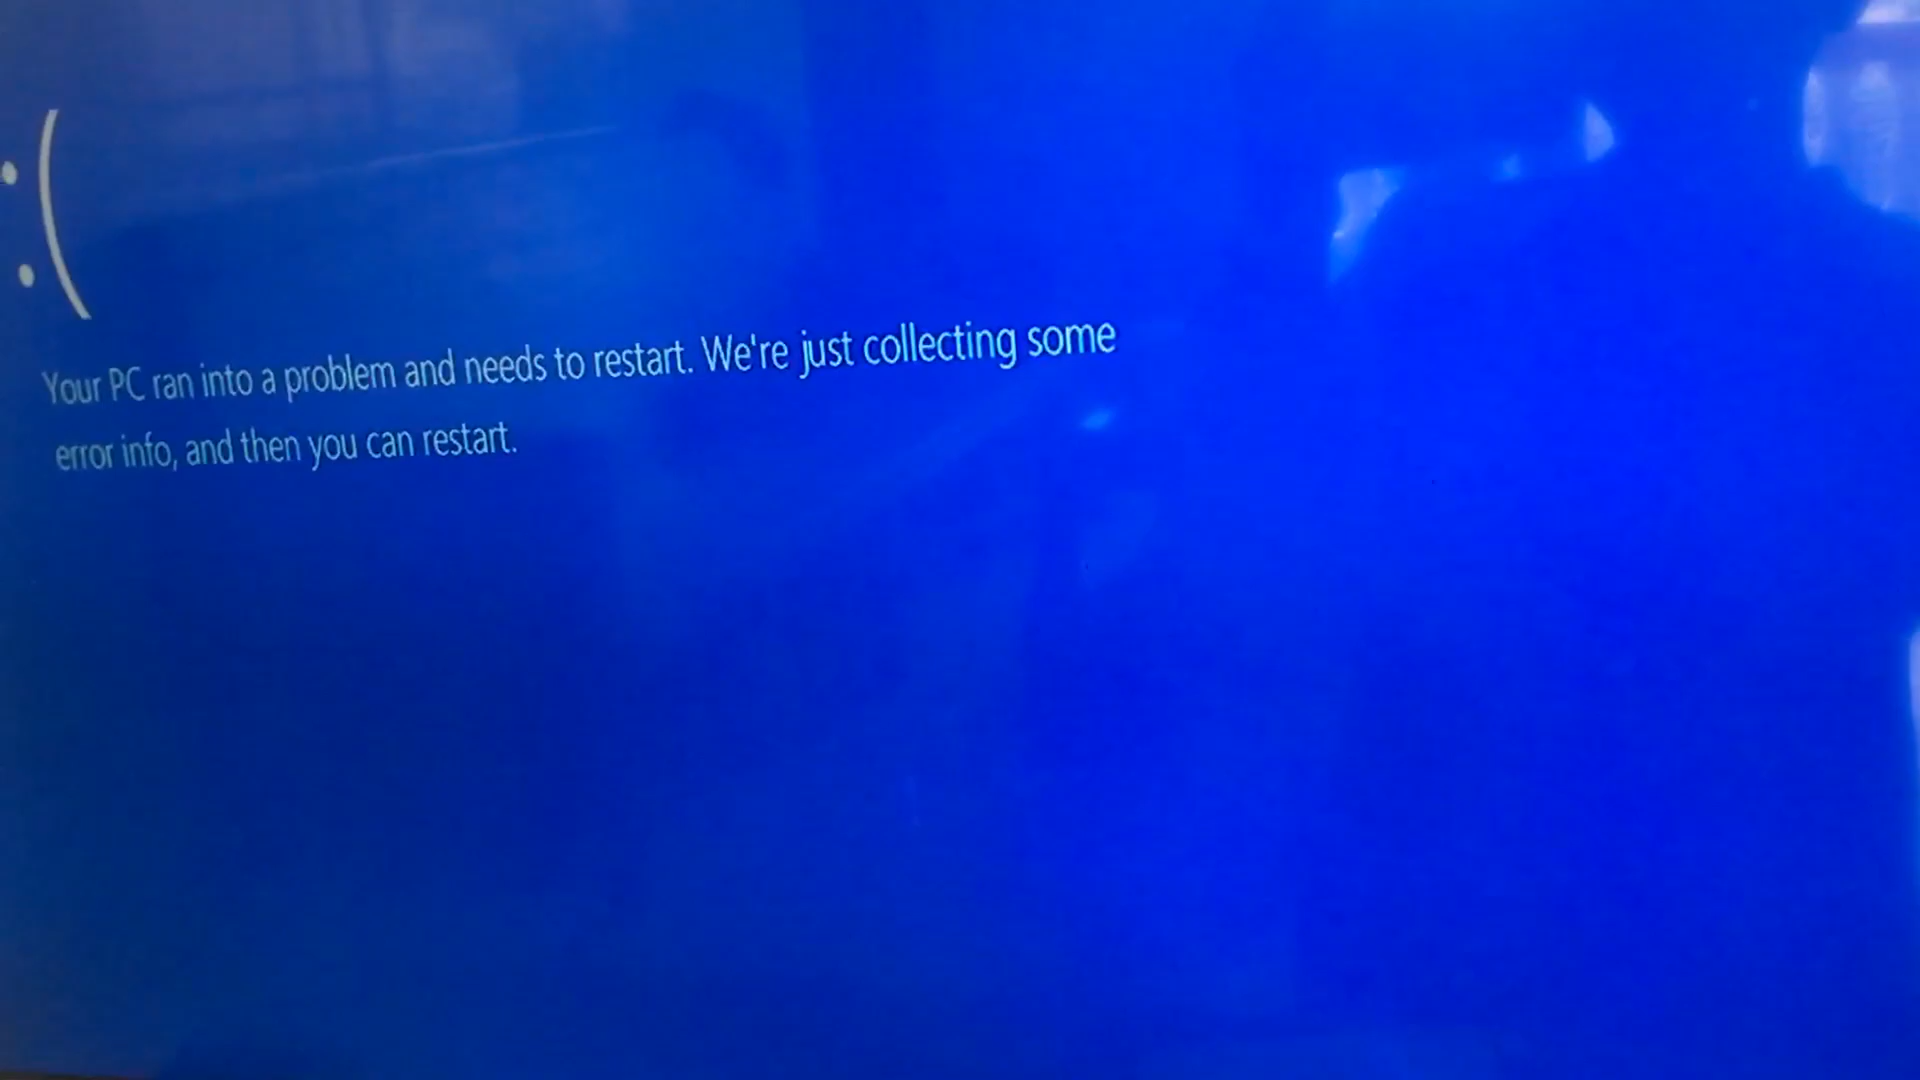 :(
Your PC ran into a problem and needs to restart. We're just collecting some
error info, and then you can restart.